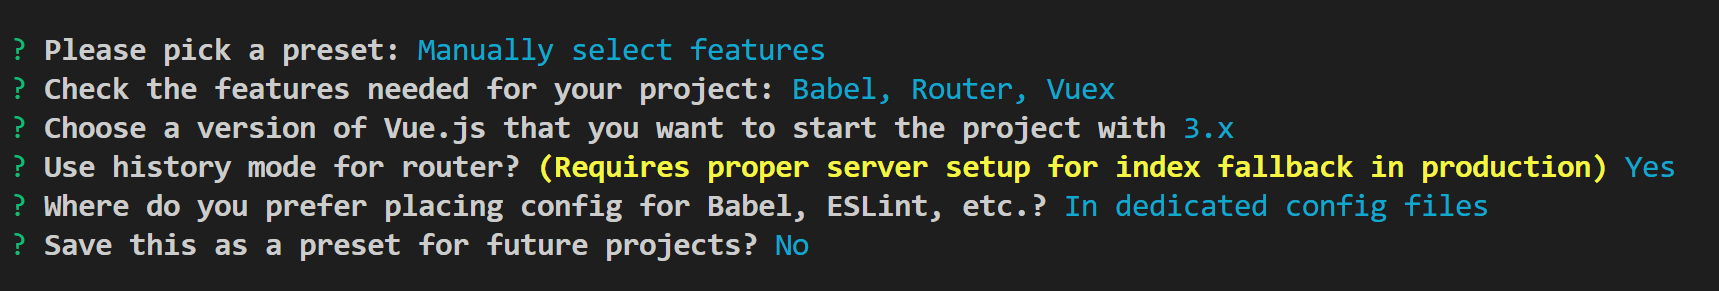 ? Please pick a preset: Manually select features
? Check the features needed for your project: Babel, Router, Vuex
? Choose a version of Vue.js that you want to start the project with 3.x
? Use history mode for router? (Requires proper server setup for index fallback in production) Yes
? Where do you prefer placing config for Babel, ESLint, etc.? In dedicated config files
? Save this as a preset for future projects? No